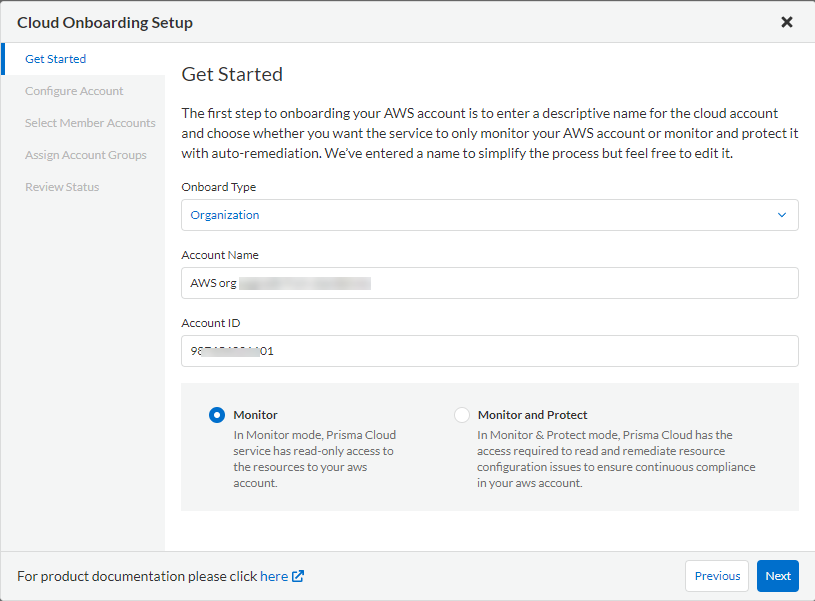 Cloud Onboarding Setup
Get Started
Configure Account
Select Member Accounts
Assign Account Groups
Review Status
Get Started
The first step to onboarding your AWS account is to enter a descriptive name for the cloud account
and choose whether you want the service to only monitor your AWS account or monitor and protect it
with auto-remediation. We've entered a name to simplify the process but feel free to edit it.
Onboard Type
Organization
Account Name
AWS org
Account ID
Monitor
In Monitor mode, Prisma Cloud
service has read-only access to
the resources to your aws
account.
Monitor and Protect
In Monitor & Protect mode, Prisma Cloud has the
access required to read and remediate resource
configuration issues to ensure continuous compliance
in your aws account.
For product documentation please click here
Previous
Next